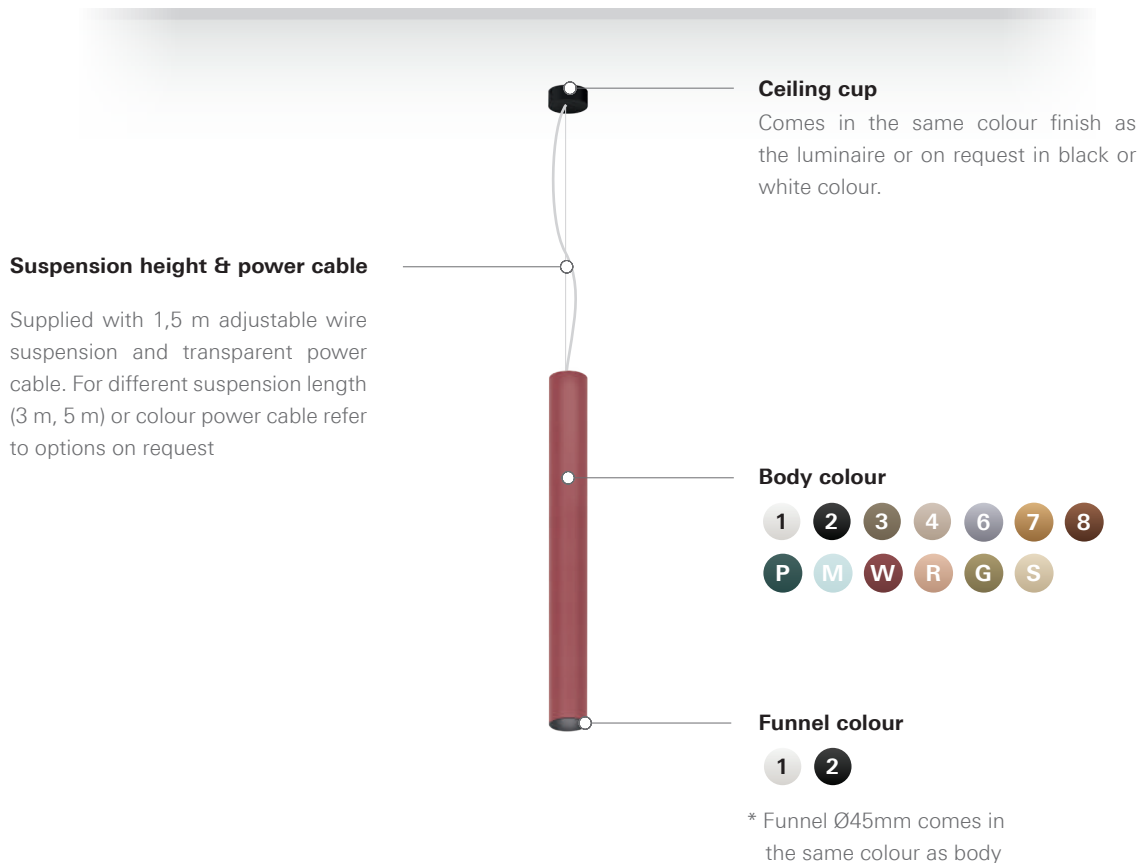 Ceiling cup
Comes in the same colour finish as
the luminaire or on request in black or
white colour.
Suspension height & power cable
Supplied with 1,5 m adjustable wire
suspension and transparent power
cable. For different suspension length
(3 m, 5 m) or colour power cable refer
to options on request
Body colour
1 2 3 4 6 7 8
P M W R G S
Funnel colour
1 2
* Funnel Ø45mm comes in
the same colour as body